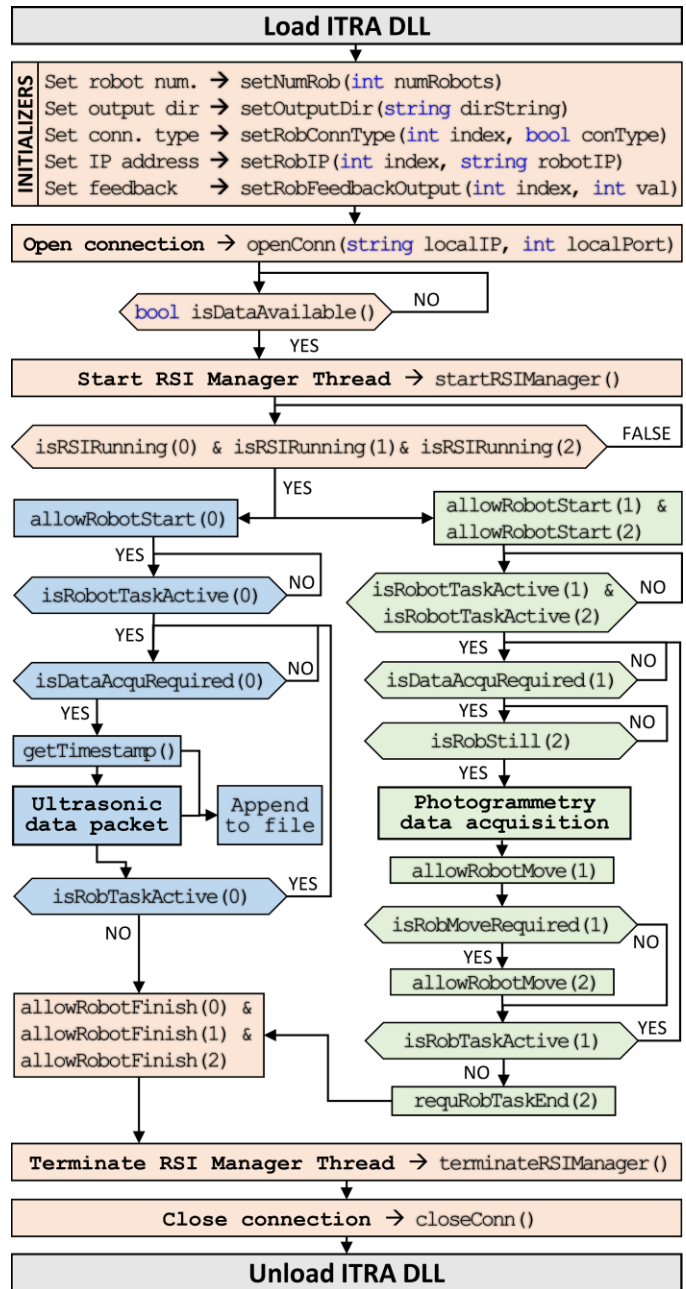 Load ITRA DLL
INITIALIZERS
Set robot num. → setNumRob(int numRobots)
Set output dir → setOutputDir(string dirString)
Set conn. type → setRobConnType(int index, bool conType)
Set IP address → setRobIP(int index, string robotIP)
Set feedback → setRobFeedbackOutput(int index, int val)
Open connection → openConn(string localIP, int localPort)
NO
bool isDataAvailable()
YES
Start RSI Manager Thread → startRSIManager()
isRSIRunning(0) & isRSIRunning(1)& isRSIRunning(2)
FALSE
YES
allowRobotStart(0)
YES
NO
isRobotTaskActive(0)
YES
NO
isDataAcquRequired(0)
YES
getTimestamp()
Ultrasonic
data packet
Append
to file
YES
isRobTaskActive(0)
NO
allowRobotStart(1) &
allowRobotStart(2)
YES
NO
isRobotTaskActive(1) &
isRobotTaskActive(2)
YES
NO
isDataAcquRequired(1)
YES
NO
isRobStill(2)
YES
Photogrammetry
data acquisition
allowRobotMove(1)
isRobMoveRequired(1)
NO
YES
allowRobotMove(2)
YES
isRobTaskActive(1)
NO
requRobTaskEnd(2)
allowRobotFinish(0) &
allowRobotFinish(1) &
allowRobotFinish(2)
Terminate RSI Manager Thread → terminateRSIManager()
Close connection → closeConn()
Unload ITRA DLL